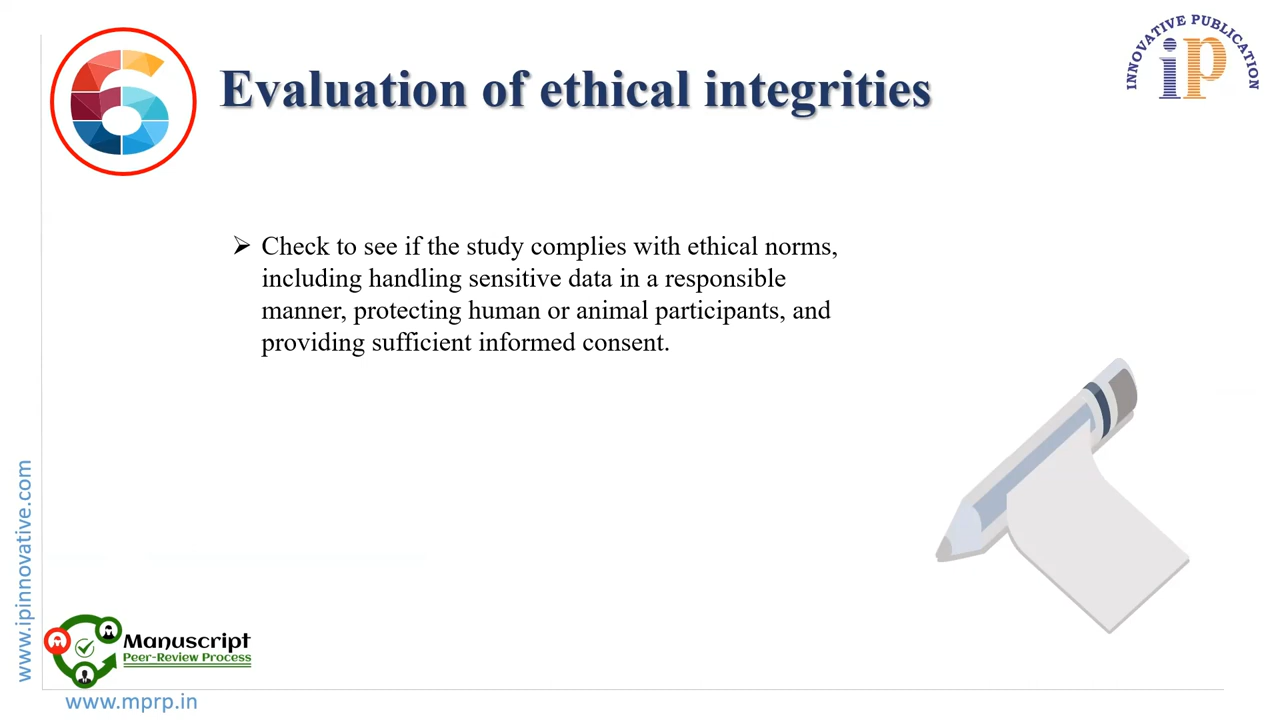 6
Evaluation of ethical integrities
INNOVATIVE PUBLICATION
iP
➢ Check to see if the study complies with ethical norms,
including handling sensitive data in a responsible
manner, protecting human or animal participants, and
providing sufficient informed consent.
www.ipinnovative.com
Manuscript
Peer-Review Process
www.mprp.in